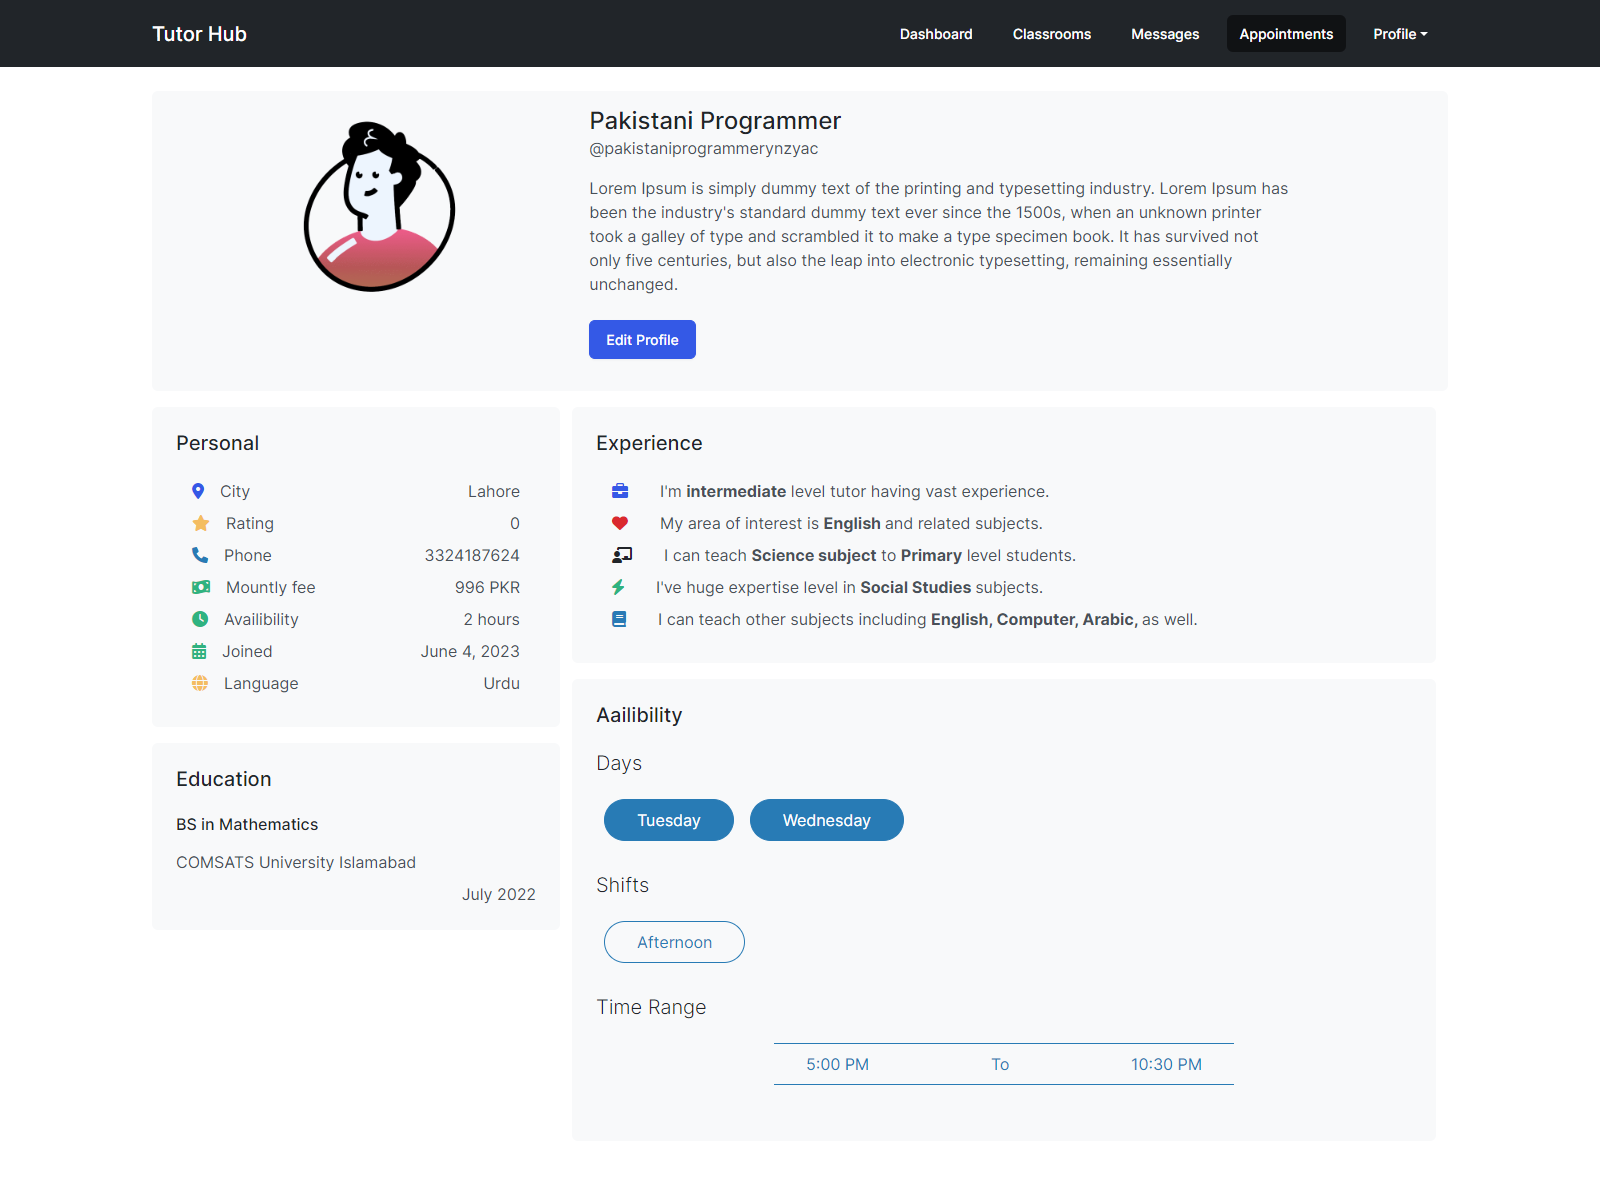 Tutor Hub
Dashboard
Classrooms
Messages
Appointments
Profile
Pakistani Programmer
@pakistaniprogrammerynzyac
Lorem Ipsum is simply dummy text of the printing and typesetting industry. Lorem Ipsum has
been the industry's standard dummy text ever since the 1500s, when an unknown printer
took a galley of type and scrambled it to make a type specimen book. It has survived not
only five centuries, but also the leap into electronic typesetting, remaining essentially
unchanged.
Edit Profile
Personal
City Lahore
Rating 0
Phone 3324187624
Mountly fee 996 PKR
Availibility 2 hours
Joined June 4, 2023
Language Urdu
Education
BS in Mathematics
COMSATS University Islamabad
July 2022
Experience
I'm intermediate level tutor having vast experience.
My area of interest is English and related subjects.
I can teach Science subject to Primary level students.
I've huge expertise level in Social Studies subjects.
I can teach other subjects including English, Computer, Arabic, as well.
Aailibility
Days
Tuesday Wednesday
Shifts
Afternoon
Time Range
5:00 PM To 10:30 PM